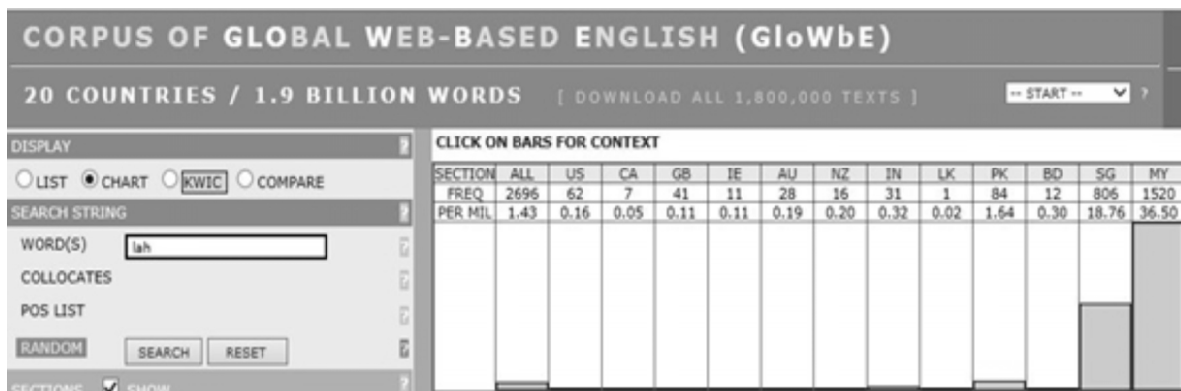 CORPUS OF GLOBAL WEB-BASED ENGLISH (GloWbE)
20 COUNTRIES / 1.9 BILLION WORDS [ DOWNLOAD ALL 1,800,000 TEXTS ] -- START -- ?
DISPLAY ?
LIST CHART KWIC COMPARE
SEARCH STRING ?
WORD(S) lah ?
COLLOCATES ?
POS LIST ?
RANDOM SEARCH RESET ?
SECTIONS SHOW ?
CLICK ON BARS FOR CONTEXT
SECTION ALL US CA GB IE AU NZ IN LK PK BD SG MY
FREQ 2696 62 7 41 11 28 16 31 1 84 12 806 1520
PER MIL 1.43 0.16 0.05 0.11 0.11 0.19 0.20 0.32 0.02 1.64 0.30 18.76 36.50